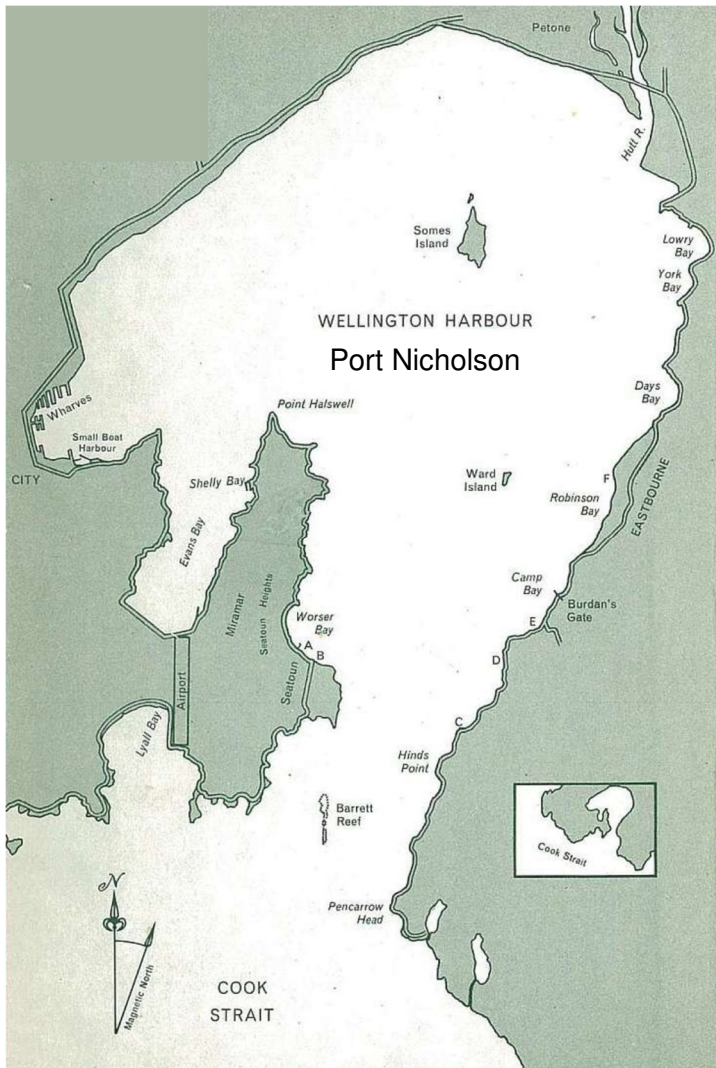 Petone
Hutt R.
Somes
Island
Lowry
Bay
York
Bay
WELLINGTON HARBOUR
Port Nicholson
Days
Bay
Wharves
Point Halswell
Small Boat
Harbour
CITY
Shelly Bay
Ward
Island
F
Robinson
Bay
EASTBOURNE
Evans Bay
Camp
Bay
Miramar
Seatoun Heights
Worser
Bay
Burdan's
Gate
A
B
E
D
Seatoun
Airport
Lyall Bay
C
Hinds
Point
Barrett
Reef
Cook Strait
N
Pencarrow
Head
Magnetic North
COOK
STRAIT